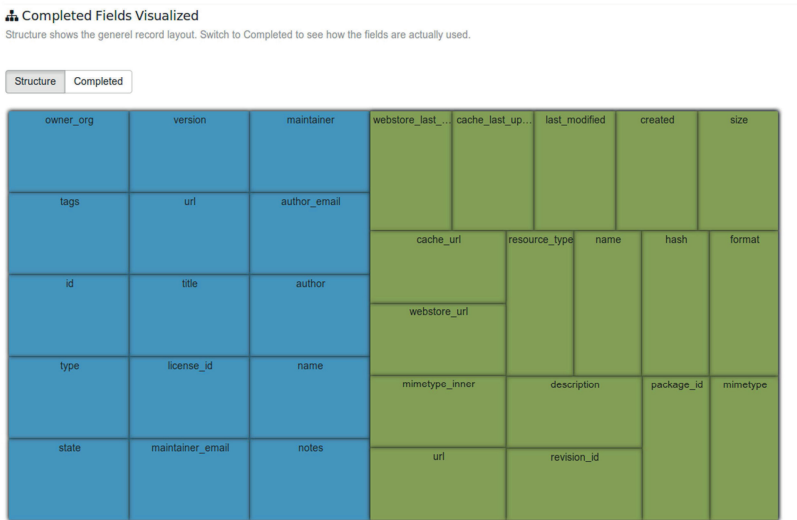 Completed Fields Visualized
Structure shows the generel record layout. Switch to Completed to see how the fields are actually used.
Structure Completed
owner_org version maintainer webstore_last_... cache_last_up... last_modified created size
tags url author_email
cache_url resource_type name hash format
id title author
webstore_url
type license_id name
mimetype_inner description package_id mimetype
state maintainer_email notes
url revision_id